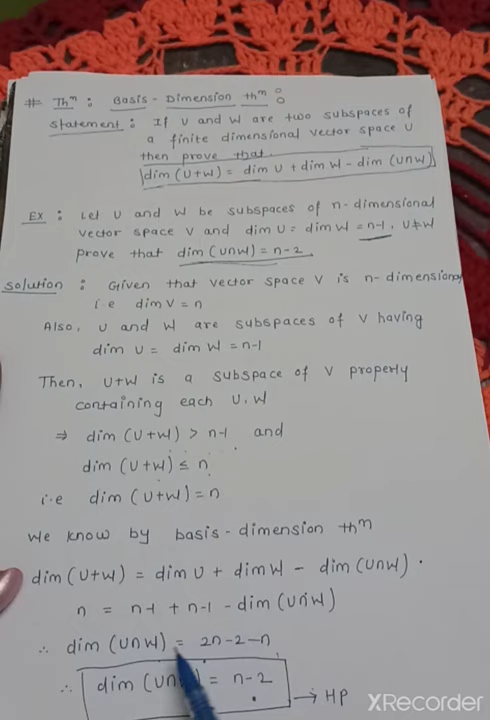 # Thm : Basis - Dimension thm :
Statement : If U and W are two subspaces of
a finite dimensional vector space U
then prove that
dim (U+W) = dim U + dim W - dim (U∩W)
Ex : Let U and W be subspaces of n-dimensional
vector space V and dim U = dim W = n-1, U≠W
prove that dim (U∩W) = n-2.
Solution : Given that vector space V is n-dimensional
i.e dim V = n
Also, U and W are subspaces of V having
dim U = dim W = n-1
Then, U+W is a subspace of V properly
containing each U, W
⇒ dim (U+W) > n-1 and
dim (U+W) ≤ n
i.e dim (U+W) = n
We know by basis-dimension thm
dim (U+W) = dim U + dim W - dim (U∩W).
n = n-1 + n-1 - dim (U∩W)
∴ dim (U∩W) = 2n-2-n
∴ dim (U∩ ) = n-2 → HP
XRecorder